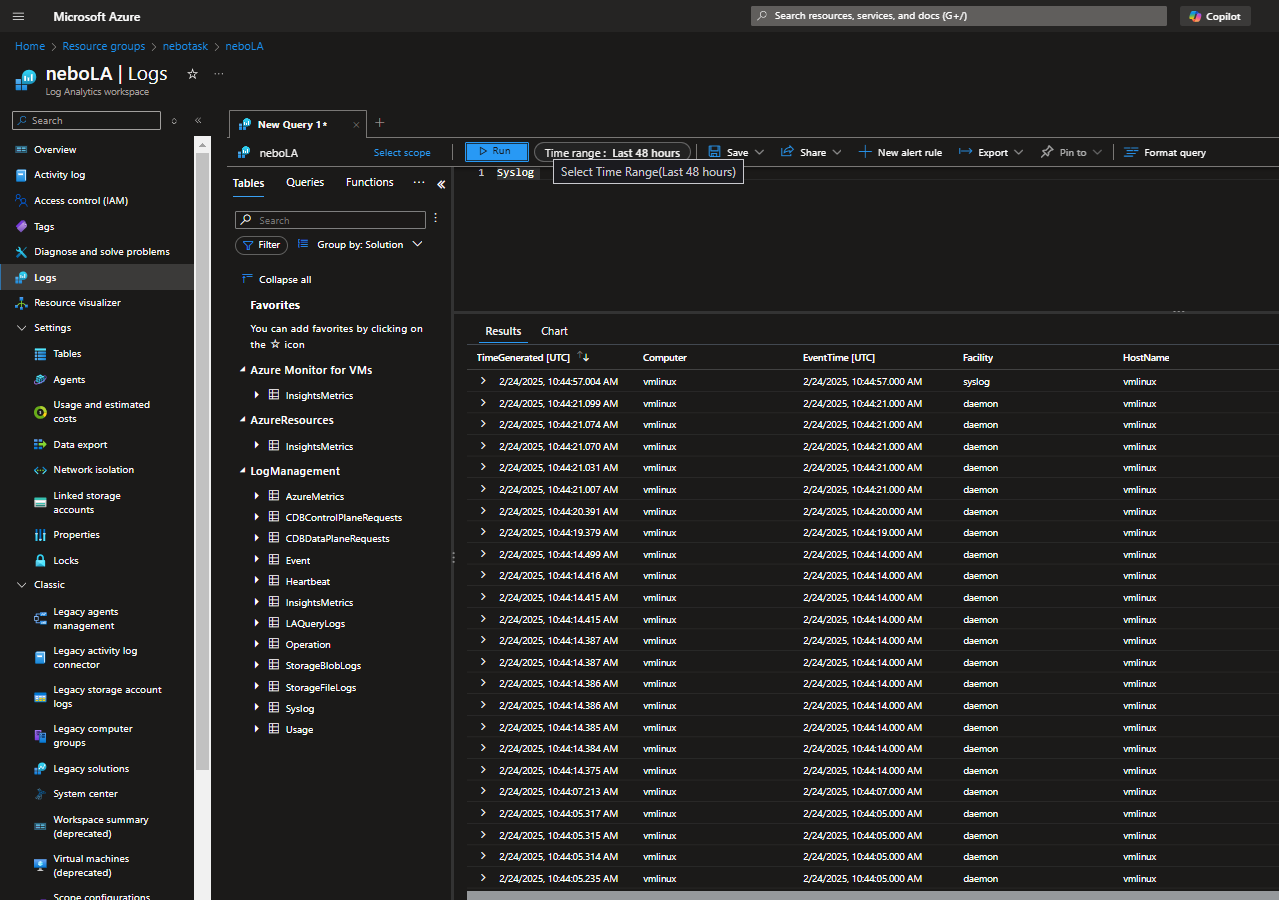 Microsoft Azure
Search resources, services, and docs (G+/)
Copilot
Home > Resource groups > nebotask > neboLA
neboLA | Logs
Log Analytics workspace
Search
Overview
Activity log
Access control (IAM)
Tags
Diagnose and solve problems
Logs
Resource visualizer
Settings
Tables
Agents
Usage and estimated
costs
Data export
Network isolation
Linked storage
accounts
Properties
Locks
Classic
Legacy agents
management
Legacy activity log
connector
Legacy storage account
logs
Legacy computer
groups
Legacy solutions
System center
Workspace summary
(deprecated)
Virtual machines
(deprecated)
Scope configurations
New Query 1*
neboLA
Select scope
Run
Time range : Last 48 hours
Save
Share
New alert rule
Export
Pin to
Format query
Select Time Range(Last 48 hours)
Tables Queries Functions
Search
Filter
Group by: Solution
Collapse all
Favorites
You can add favorites by clicking on
the ☆ icon
Azure Monitor for VMs
InsightsMetrics
AzureResources
InsightsMetrics
LogManagement
AzureMetrics
CDBControlPlaneRequests
CDBDataPlaneRequests
Event
Heartbeat
InsightsMetrics
LAQueryLogs
Operation
StorageBlobLogs
StorageFileLogs
Syslog
Usage
1 Syslog
Results Chart
TimeGenerated [UTC] Computer EventTime [UTC] Facility HostName
2/24/2025, 10:44:57.004 AM vmlinux 2/24/2025, 10:44:57.000 AM syslog vmlinux
2/24/2025, 10:44:21.099 AM vmlinux 2/24/2025, 10:44:21.000 AM daemon vmlinux
2/24/2025, 10:44:21.074 AM vmlinux 2/24/2025, 10:44:21.000 AM daemon vmlinux
2/24/2025, 10:44:21.070 AM vmlinux 2/24/2025, 10:44:21.000 AM daemon vmlinux
2/24/2025, 10:44:21.031 AM vmlinux 2/24/2025, 10:44:21.000 AM daemon vmlinux
2/24/2025, 10:44:21.007 AM vmlinux 2/24/2025, 10:44:21.000 AM daemon vmlinux
2/24/2025, 10:44:20.391 AM vmlinux 2/24/2025, 10:44:20.000 AM daemon vmlinux
2/24/2025, 10:44:19.379 AM vmlinux 2/24/2025, 10:44:19.000 AM daemon vmlinux
2/24/2025, 10:44:14.499 AM vmlinux 2/24/2025, 10:44:14.000 AM daemon vmlinux
2/24/2025, 10:44:14.416 AM vmlinux 2/24/2025, 10:44:14.000 AM daemon vmlinux
2/24/2025, 10:44:14.415 AM vmlinux 2/24/2025, 10:44:14.000 AM daemon vmlinux
2/24/2025, 10:44:14.415 AM vmlinux 2/24/2025, 10:44:14.000 AM daemon vmlinux
2/24/2025, 10:44:14.387 AM vmlinux 2/24/2025, 10:44:14.000 AM daemon vmlinux
2/24/2025, 10:44:14.387 AM vmlinux 2/24/2025, 10:44:14.000 AM daemon vmlinux
2/24/2025, 10:44:14.386 AM vmlinux 2/24/2025, 10:44:14.000 AM daemon vmlinux
2/24/2025, 10:44:14.386 AM vmlinux 2/24/2025, 10:44:14.000 AM daemon vmlinux
2/24/2025, 10:44:14.385 AM vmlinux 2/24/2025, 10:44:14.000 AM daemon vmlinux
2/24/2025, 10:44:14.384 AM vmlinux 2/24/2025, 10:44:14.000 AM daemon vmlinux
2/24/2025, 10:44:14.375 AM vmlinux 2/24/2025, 10:44:14.000 AM daemon vmlinux
2/24/2025, 10:44:07.213 AM vmlinux 2/24/2025, 10:44:07.000 AM daemon vmlinux
2/24/2025, 10:44:05.317 AM vmlinux 2/24/2025, 10:44:05.000 AM daemon vmlinux
2/24/2025, 10:44:05.315 AM vmlinux 2/24/2025, 10:44:05.000 AM daemon vmlinux
2/24/2025, 10:44:05.314 AM vmlinux 2/24/2025, 10:44:05.000 AM daemon vmlinux
2/24/2025, 10:44:05.235 AM vmlinux 2/24/2025, 10:44:05.000 AM daemon vmlinux